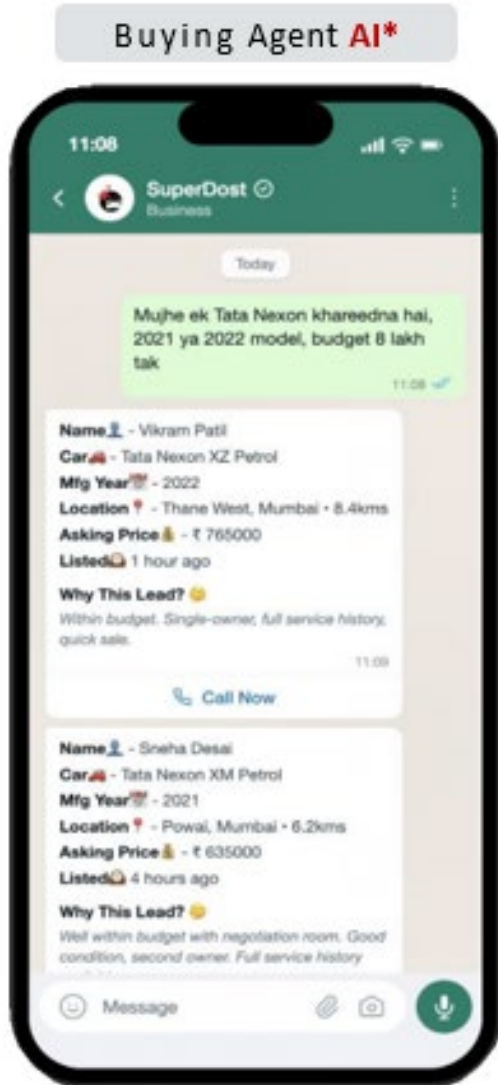 Buying Agent AI*
11:08
SuperDost
Business
Today
Mujhe ek Tata Nexon khareedna hai,
2021 ya 2022 model, budget 8 lakh
tak
11:08
Name👤 - Vikram Patil
Car🚗 - Tata Nexon XZ Petrol
Mfg Year📅 - 2022
Location📍 - Thane West, Mumbai • 8.4kms
Asking Price💰 - ₹ 765000
Listed🕰️ 1 hour ago
Why This Lead? 🤔
Within budget. Single-owner, full service history,
quick sale.
11:09
Call Now
Name👤 - Sneha Desai
Car🚗 - Tata Nexon XM Petrol
Mfg Year📅 - 2021
Location📍 - Powai, Mumbai • 6.2kms
Asking Price💰 - ₹ 635000
Listed🕰️ 4 hours ago
Why This Lead? 🤔
Well within budget with negotiation room. Good
condition, second owner. Full service history
Message